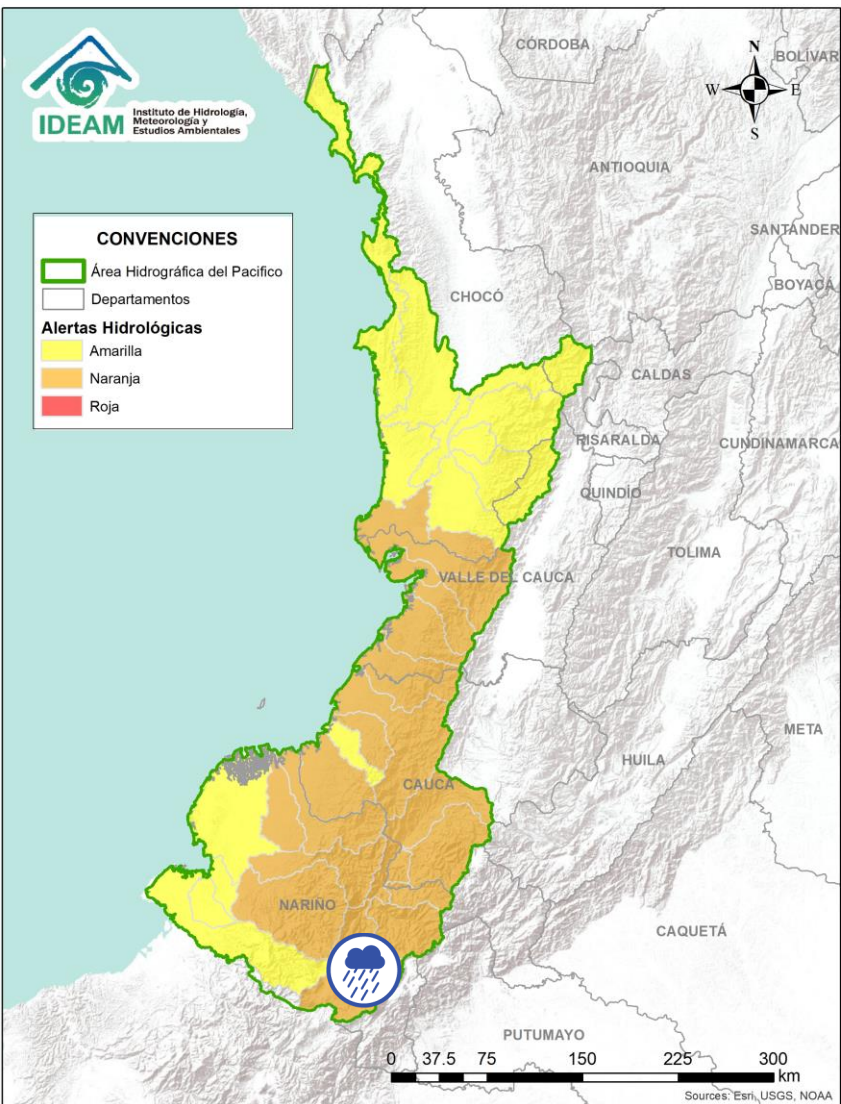 IDEAM
Instituto de Hidrología,
Meteorología y
Estudios Ambientales
N
W
E
S
CÓRDOBA
BOLÍVAR
ANTIOQUIA
SANTANDER
BOYACÁ
CHOCÓ
CALDAS
RISARALDA
CUNDINAMARCA
QUINDÍO
TOLIMA
VALLE DEL CAUCA
META
HUILA
CAUCA
NARIÑO
CAQUETÁ
PUTUMAYO
CONVENCIONES
Área Hidrográfica del Pacifico
Departamentos
Alertas Hidrológicas
Amarilla
Naranja
Roja
0 37.5 75 150 225 300
km
Sources: Esri, USGS, NOAA